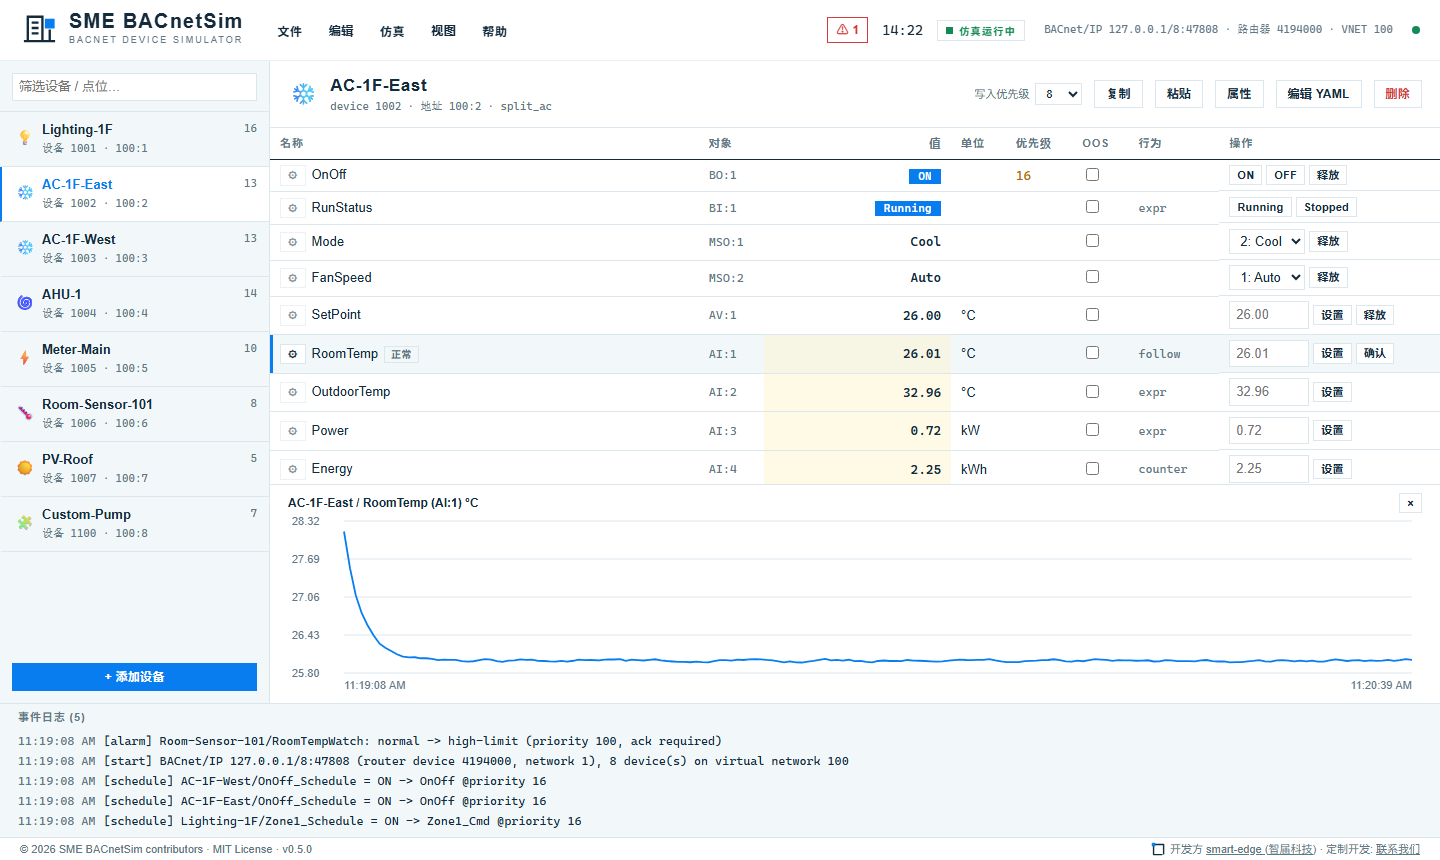 SME BACnetSim
BACNET DEVICE SIMULATOR
文件 编辑 仿真 视图 帮助
1 14:22 仿真运行中 BACnet/IP 127.0.0.1/8:47808 · 路由器 4194000 · VNET 100
筛选设备 / 点位...
Lighting-1F 16
设备 1001 · 100:1
AC-1F-East 13
设备 1002 · 100:2
AC-1F-West 13
设备 1003 · 100:3
AHU-1 14
设备 1004 · 100:4
Meter-Main 10
设备 1005 · 100:5
Room-Sensor-101 8
设备 1006 · 100:6
PV-Roof 5
设备 1007 · 100:7
Custom-Pump 7
设备 1100 · 100:8
+ 添加设备
AC-1F-East
device 1002 · 地址 100:2 · split_ac
写入优先级 8 复制 粘贴 属性 编辑 YAML 删除
名称 对象 值 单位 优先级 OOS 行为 操作
OnOff BO:1 ON 16 ON OFF 释放
RunStatus BI:1 Running expr Running Stopped
Mode MSO:1 Cool 2: Cool 释放
FanSpeed MSO:2 Auto 1: Auto 释放
SetPoint AV:1 26.00 °C 26.00 设置 释放
RoomTemp 正常 AI:1 26.01 °C follow 26.01 设置 确认
OutdoorTemp AI:2 32.96 °C expr 32.96 设置
Power AI:3 0.72 kW expr 0.72 设置
Energy AI:4 2.25 kWh counter 2.25 设置
AC-1F-East / RoomTemp (AI:1) °C ×
28.32
27.69
27.06
26.43
25.80
11:19:08 AM 11:20:39 AM
事件日志 (5)
11:19:08 AM [alarm] Room-Sensor-101/RoomTempWatch: normal -> high-limit (priority 100, ack required)
11:19:08 AM [start] BACnet/IP 127.0.0.1/8:47808 (router device 4194000, network 1), 8 device(s) on virtual network 100
11:19:08 AM [schedule] AC-1F-West/OnOff_Schedule = ON -> OnOff @priority 16
11:19:08 AM [schedule] AC-1F-East/OnOff_Schedule = ON -> OnOff @priority 16
11:19:08 AM [schedule] Lighting-1F/Zone1_Schedule = ON -> Zone1_Cmd @priority 16
© 2026 SME BACnetSim contributors · MIT License · v0.5.0 开发方 smart-edge (智届科技) · 定制开发: 联系我们